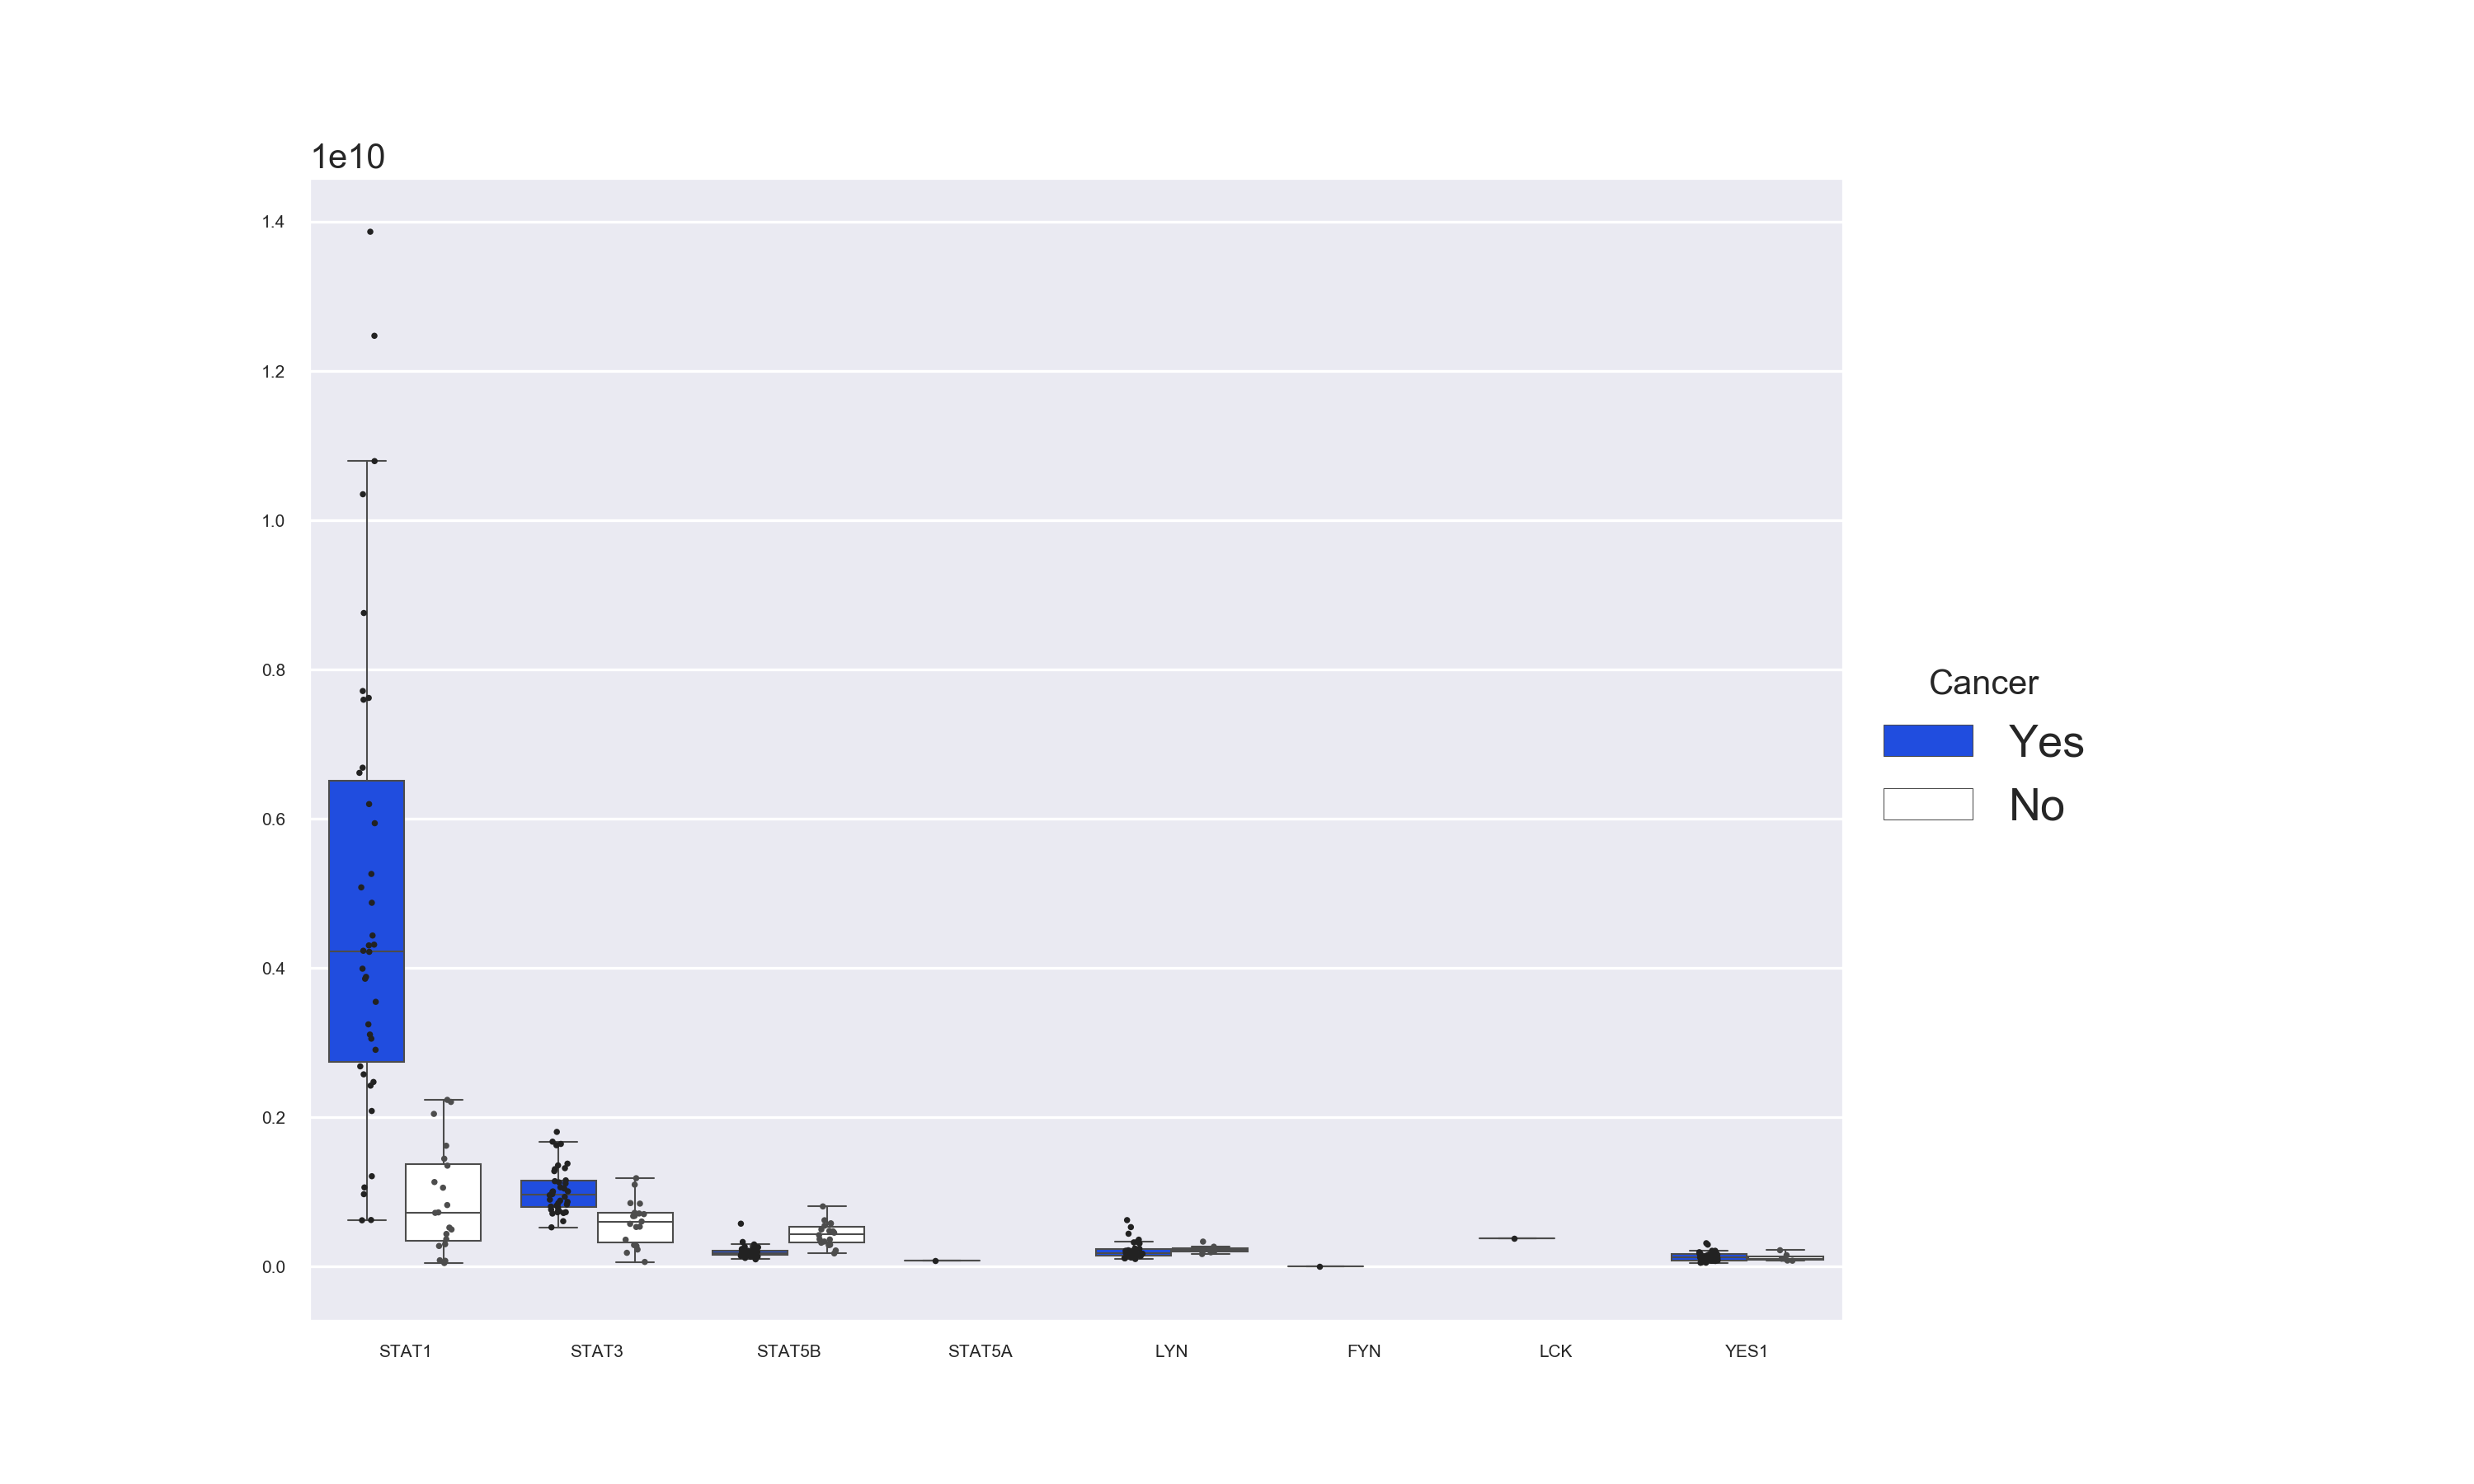 1e10
1.4
1.2
1.0
0.8
0.6
0.4
0.2
0.0
STAT1 STAT3 STAT5B STAT5A LYN FYN LCK YES1
Cancer
Yes
No